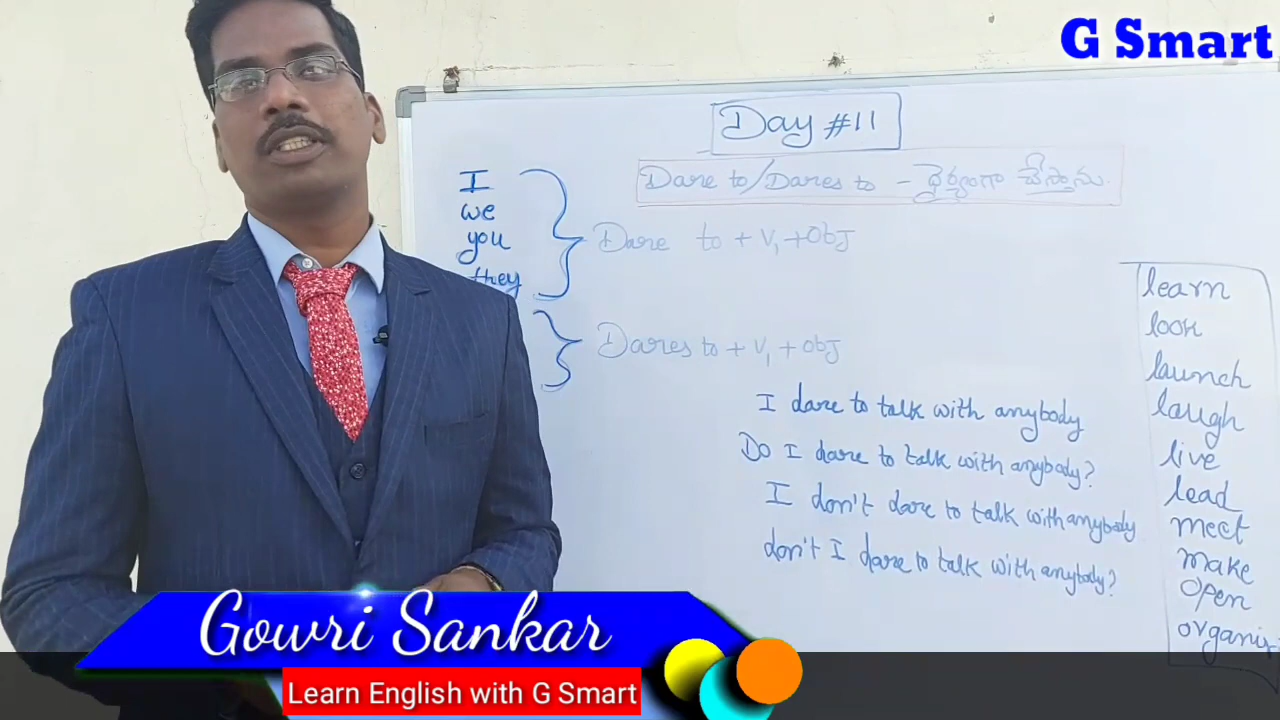 G Smart
Day #11
Dare to/Dares to - ధైర్యంగా చేస్తాను.
I
we
you
they
Dare to + V₁ + Obj
Dares to + V₁ + Obj
I dare to talk with anybody
Do I dare to talk with anybody?
I don't dare to talk with anybody
don't I dare to talk with anybody?
learn
look
launch
laugh
live
lead
meet
make
open
organiz
Gowri Sankar
Learn English with G Smart